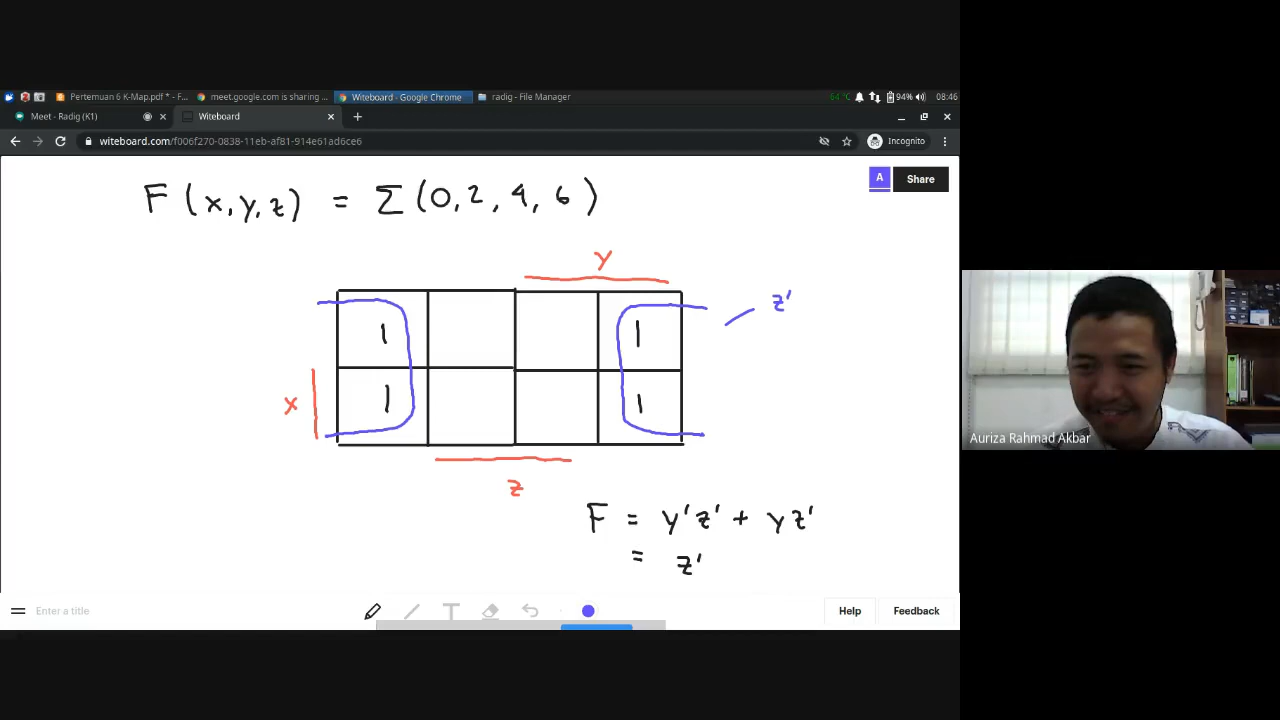 Pertemuan 6 K-Map.pdf * - F...
meet.google.com is sharing ...
Witeboard - Google Chrome
radig - File Manager
64°C
94%
08:46
Meet - Radig (K1)
Witeboard
witeboard.com/f006f270-0838-11eb-af81-914e61ad6ce6
Incognito
A
Share
F (x, y, z) = Σ (0, 2, 4, 6)
y
z'
1
1
x
1
1
z
F = y'z' + yz'
= z'
Auriza Rahmad Akbar
Enter a title
T
Help
Feedback